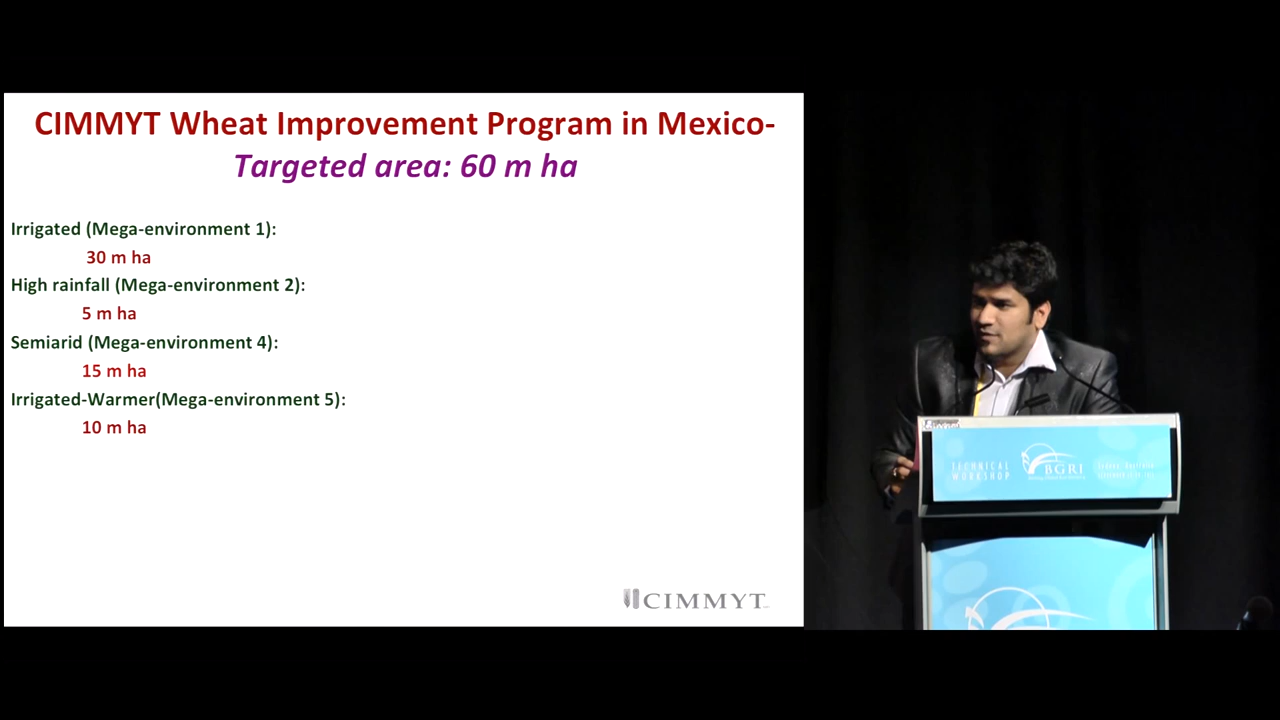 CIMMYT Wheat Improvement Program in Mexico-
Targeted area: 60 m ha
Irrigated (Mega-environment 1):
30 m ha
High rainfall (Mega-environment 2):
5 m ha
Semiarid (Mega-environment 4):
15 m ha
Irrigated-Warmer(Mega-environment 5):
10 m ha
CIMMYT
TECHNICAL
WORKSHOP
BGRI